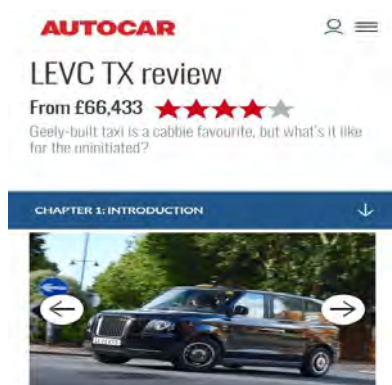 AUTOCAR
LEVC TX review
From £66,433
Geely-built taxi is a cabbie favourite, but what's it like
for the uninitiated?
CHAPTER 1: INTRODUCTION